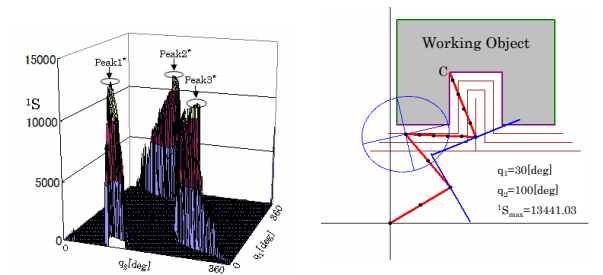 15000
¹S
10000
5000
0
Peak1*
Peak2*
Peak3*
0
q₂[deg]
360
0
q₁[deg]
360
Working Object
C
q₁=30[deg]
q₂=100[deg]
¹Sₘₐₓ=13441.03